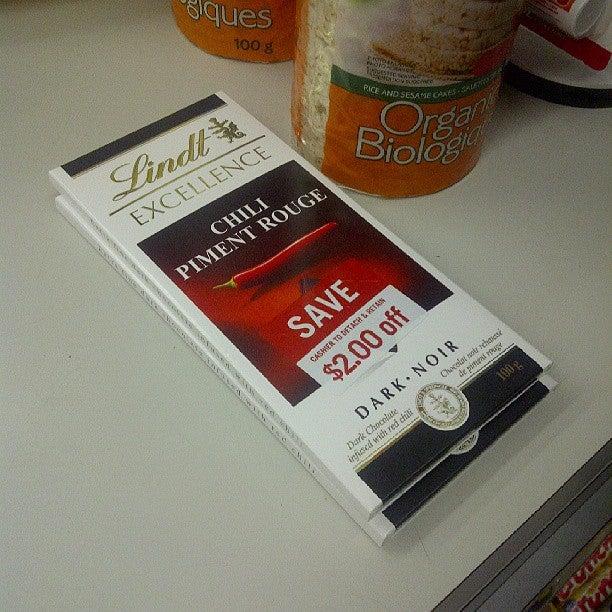 giques
100 g
RICE AND SESAME CAKES
Organ
Biologiq
Lindt
EXCELLENCE
CHILI
PIMENT ROUGE
SAVE
CASHIER TO DETACH & RETAIN
$2.00 off
DARK • NOIR
Dark Chocolate
infused with red chili
Chocolat noir rehaussé
de piment rouge
100 g